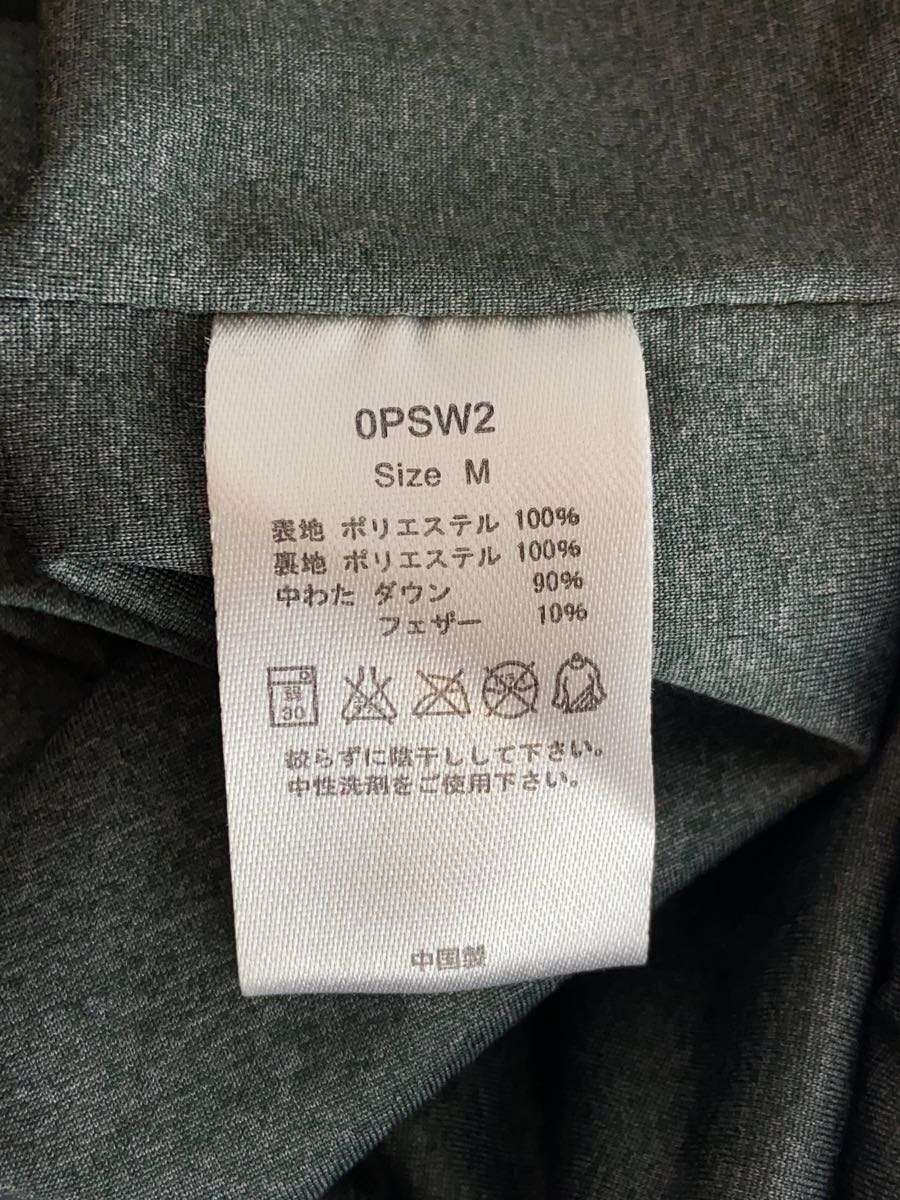 0PSW2
Size M
表地 ポリエステル 100%
裏地 ポリエステル 100%
中わた ダウン 90%
フェザー 10%
弱
30
絞らずに陰干しして下さい。
中性洗剤をご使用下さい。
中国製